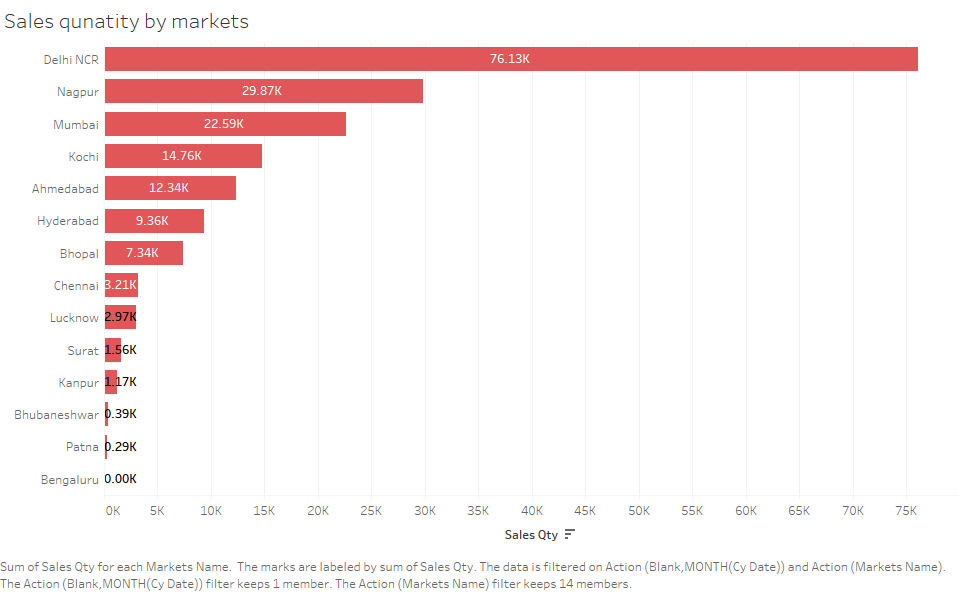 Sales qunatity by markets
Delhi NCR 76.13K
Nagpur 29.87K
Mumbai 22.59K
Kochi 14.76K
Ahmedabad 12.34K
Hyderabad 9.36K
Bhopal 7.34K
Chennai 3.21K
Lucknow 2.97K
Surat 1.56K
Kanpur 1.17K
Bhubaneshwar 0.39K
Patna 0.29K
Bengaluru 0.00K
0K 5K 10K 15K 20K 25K 30K 35K 40K 45K 50K 55K 60K 65K 70K 75K
Sales Qty
Sum of Sales Qty for each Markets Name. The marks are labeled by sum of Sales Qty. The data is filtered on Action (Blank,MONTH(Cy Date)) and Action (Markets Name).
The Action (Blank,MONTH(Cy Date)) filter keeps 1 member. The Action (Markets Name) filter keeps 14 members.